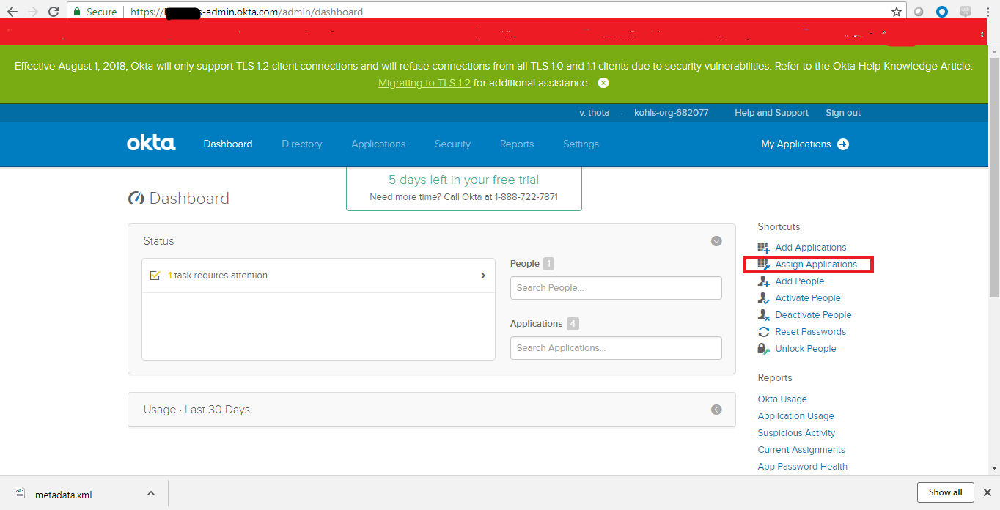 Secure https:// s-admin.okta.com/admin/dashboard
Effective August 1, 2018, Okta will only support TLS 1.2 client connections and will refuse connections from all TLS 1.0 and 1.1 clients due to security vulnerabilities. Refer to the Okta Help Knowledge Article:
Migrating to TLS 1.2 for additional assistance.
v. thota · kohls-org-682077 Help and Support Sign out
okta Dashboard Directory Applications Security Reports Settings My Applications
5 days left in your free trial
Need more time? Call Okta at 1-888-722-7871
Dashboard
Status
1 task requires attention
People 1
Search People...
Applications 4
Search Applications...
Usage · Last 30 Days
Shortcuts
Add Applications
Assign Applications
Add People
Activate People
Deactivate People
Reset Passwords
Unlock People
Reports
Okta Usage
Application Usage
Suspicious Activity
Current Assignments
App Password Health
metadata.xml
Show all